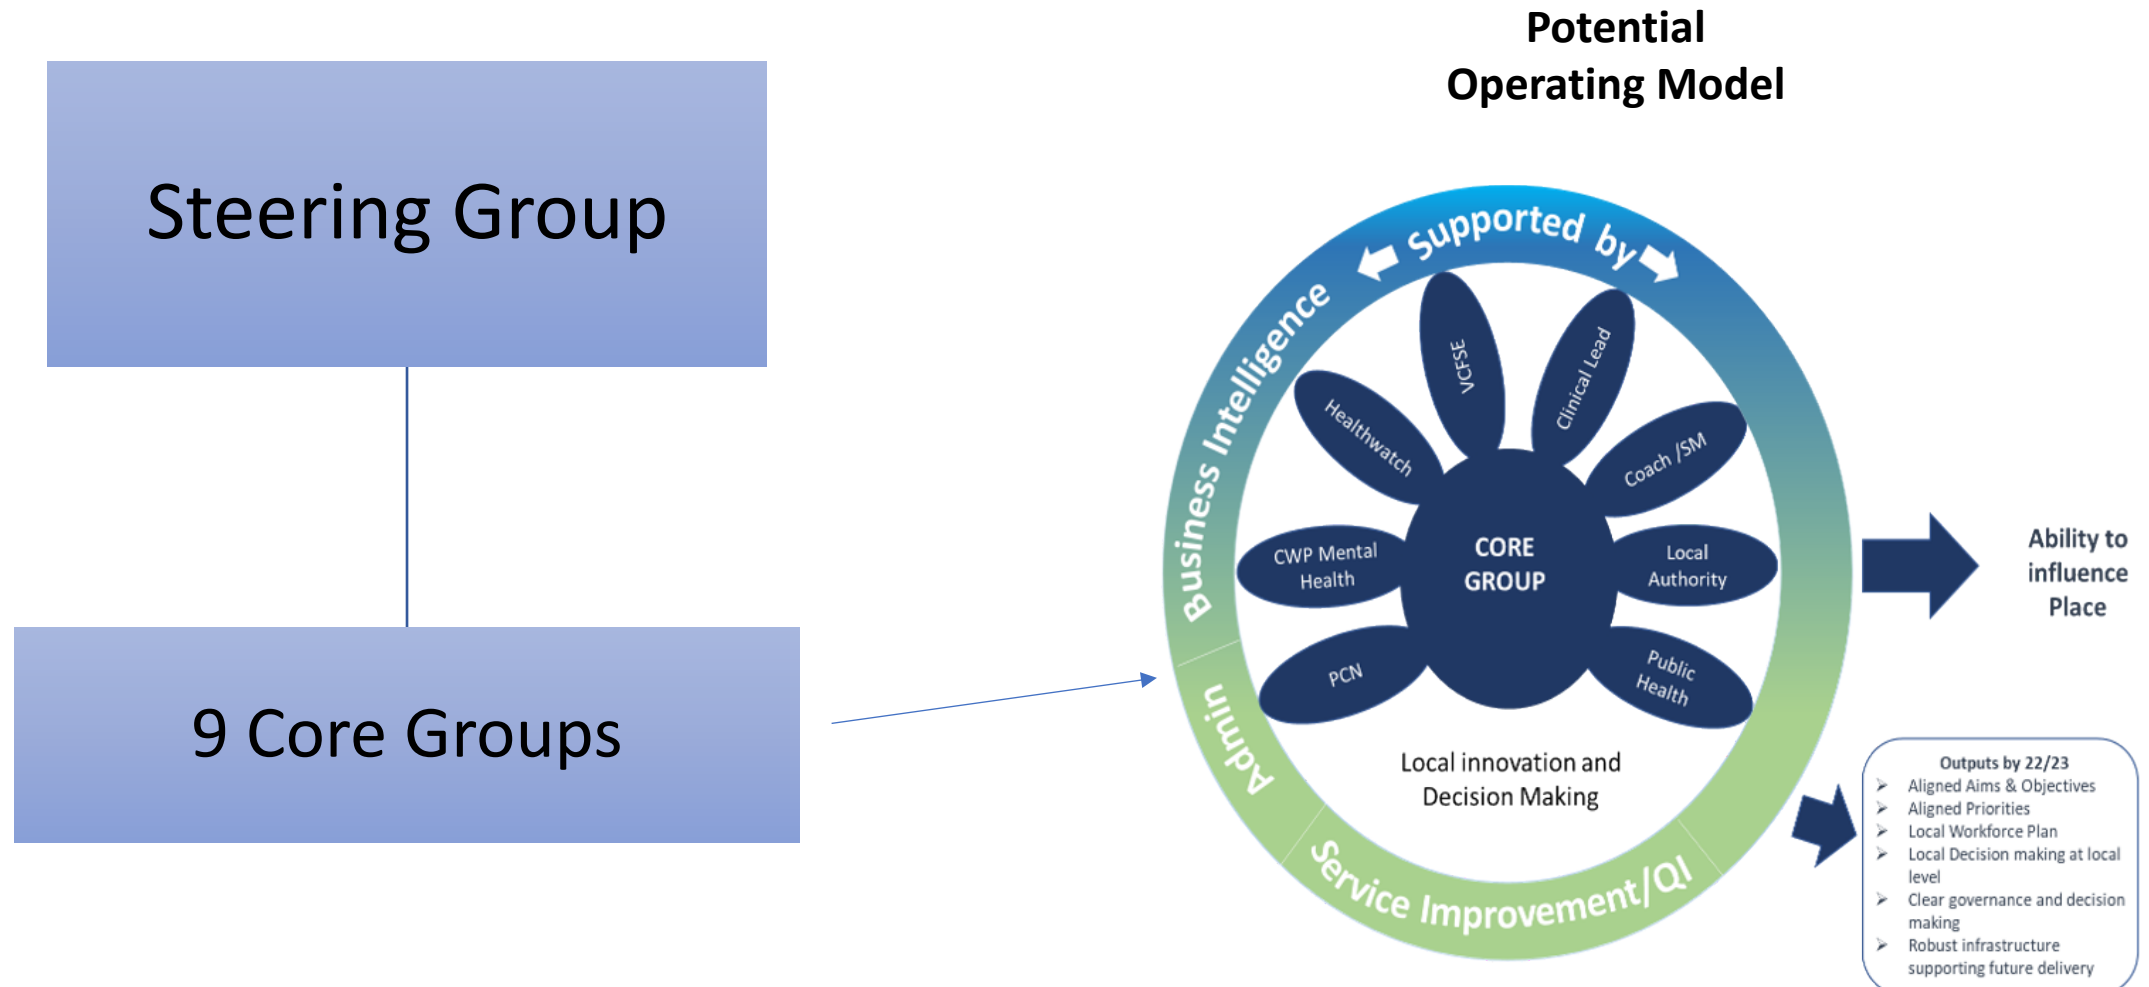 Potential
Operating Model
Steering Group
9 Core Groups
Supported by
Business Intelligence
Admin
Service Improvement/QI
VCFSE
Clinical Lead
Healthwatch
Coach /SM
CWP Mental
Health
CORE
GROUP
Local
Authority
PCN
Public
Health
Local innovation and
Decision Making
Ability to
influence
Place
Outputs by 22/23
Aligned Aims & Objectives
Aligned Priorities
Local Workforce Plan
Local Decision making at local
level
Clear governance and decision
making
Robust infrastructure
supporting future delivery